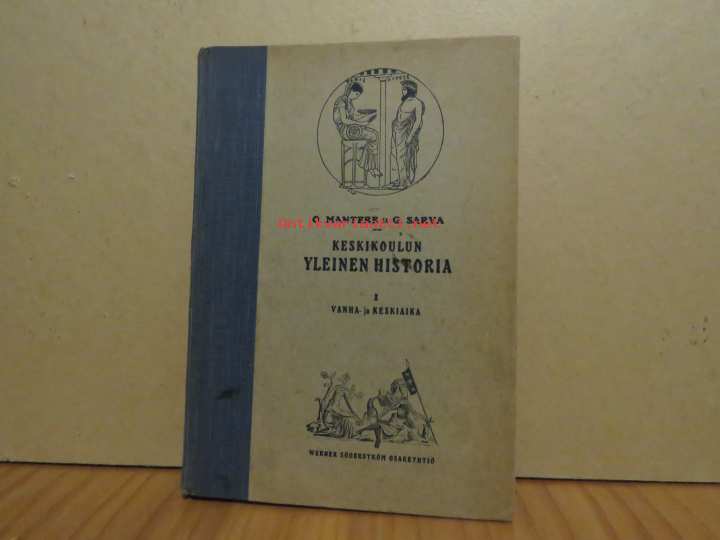 O. MANTERE ja G. SARVA
KESKIKOULUN
YLEINEN HISTORIA
I
VANHA- ja KESKIAIKA
WERNER SÖDERSTRÖM OSAKEYHTIÖ